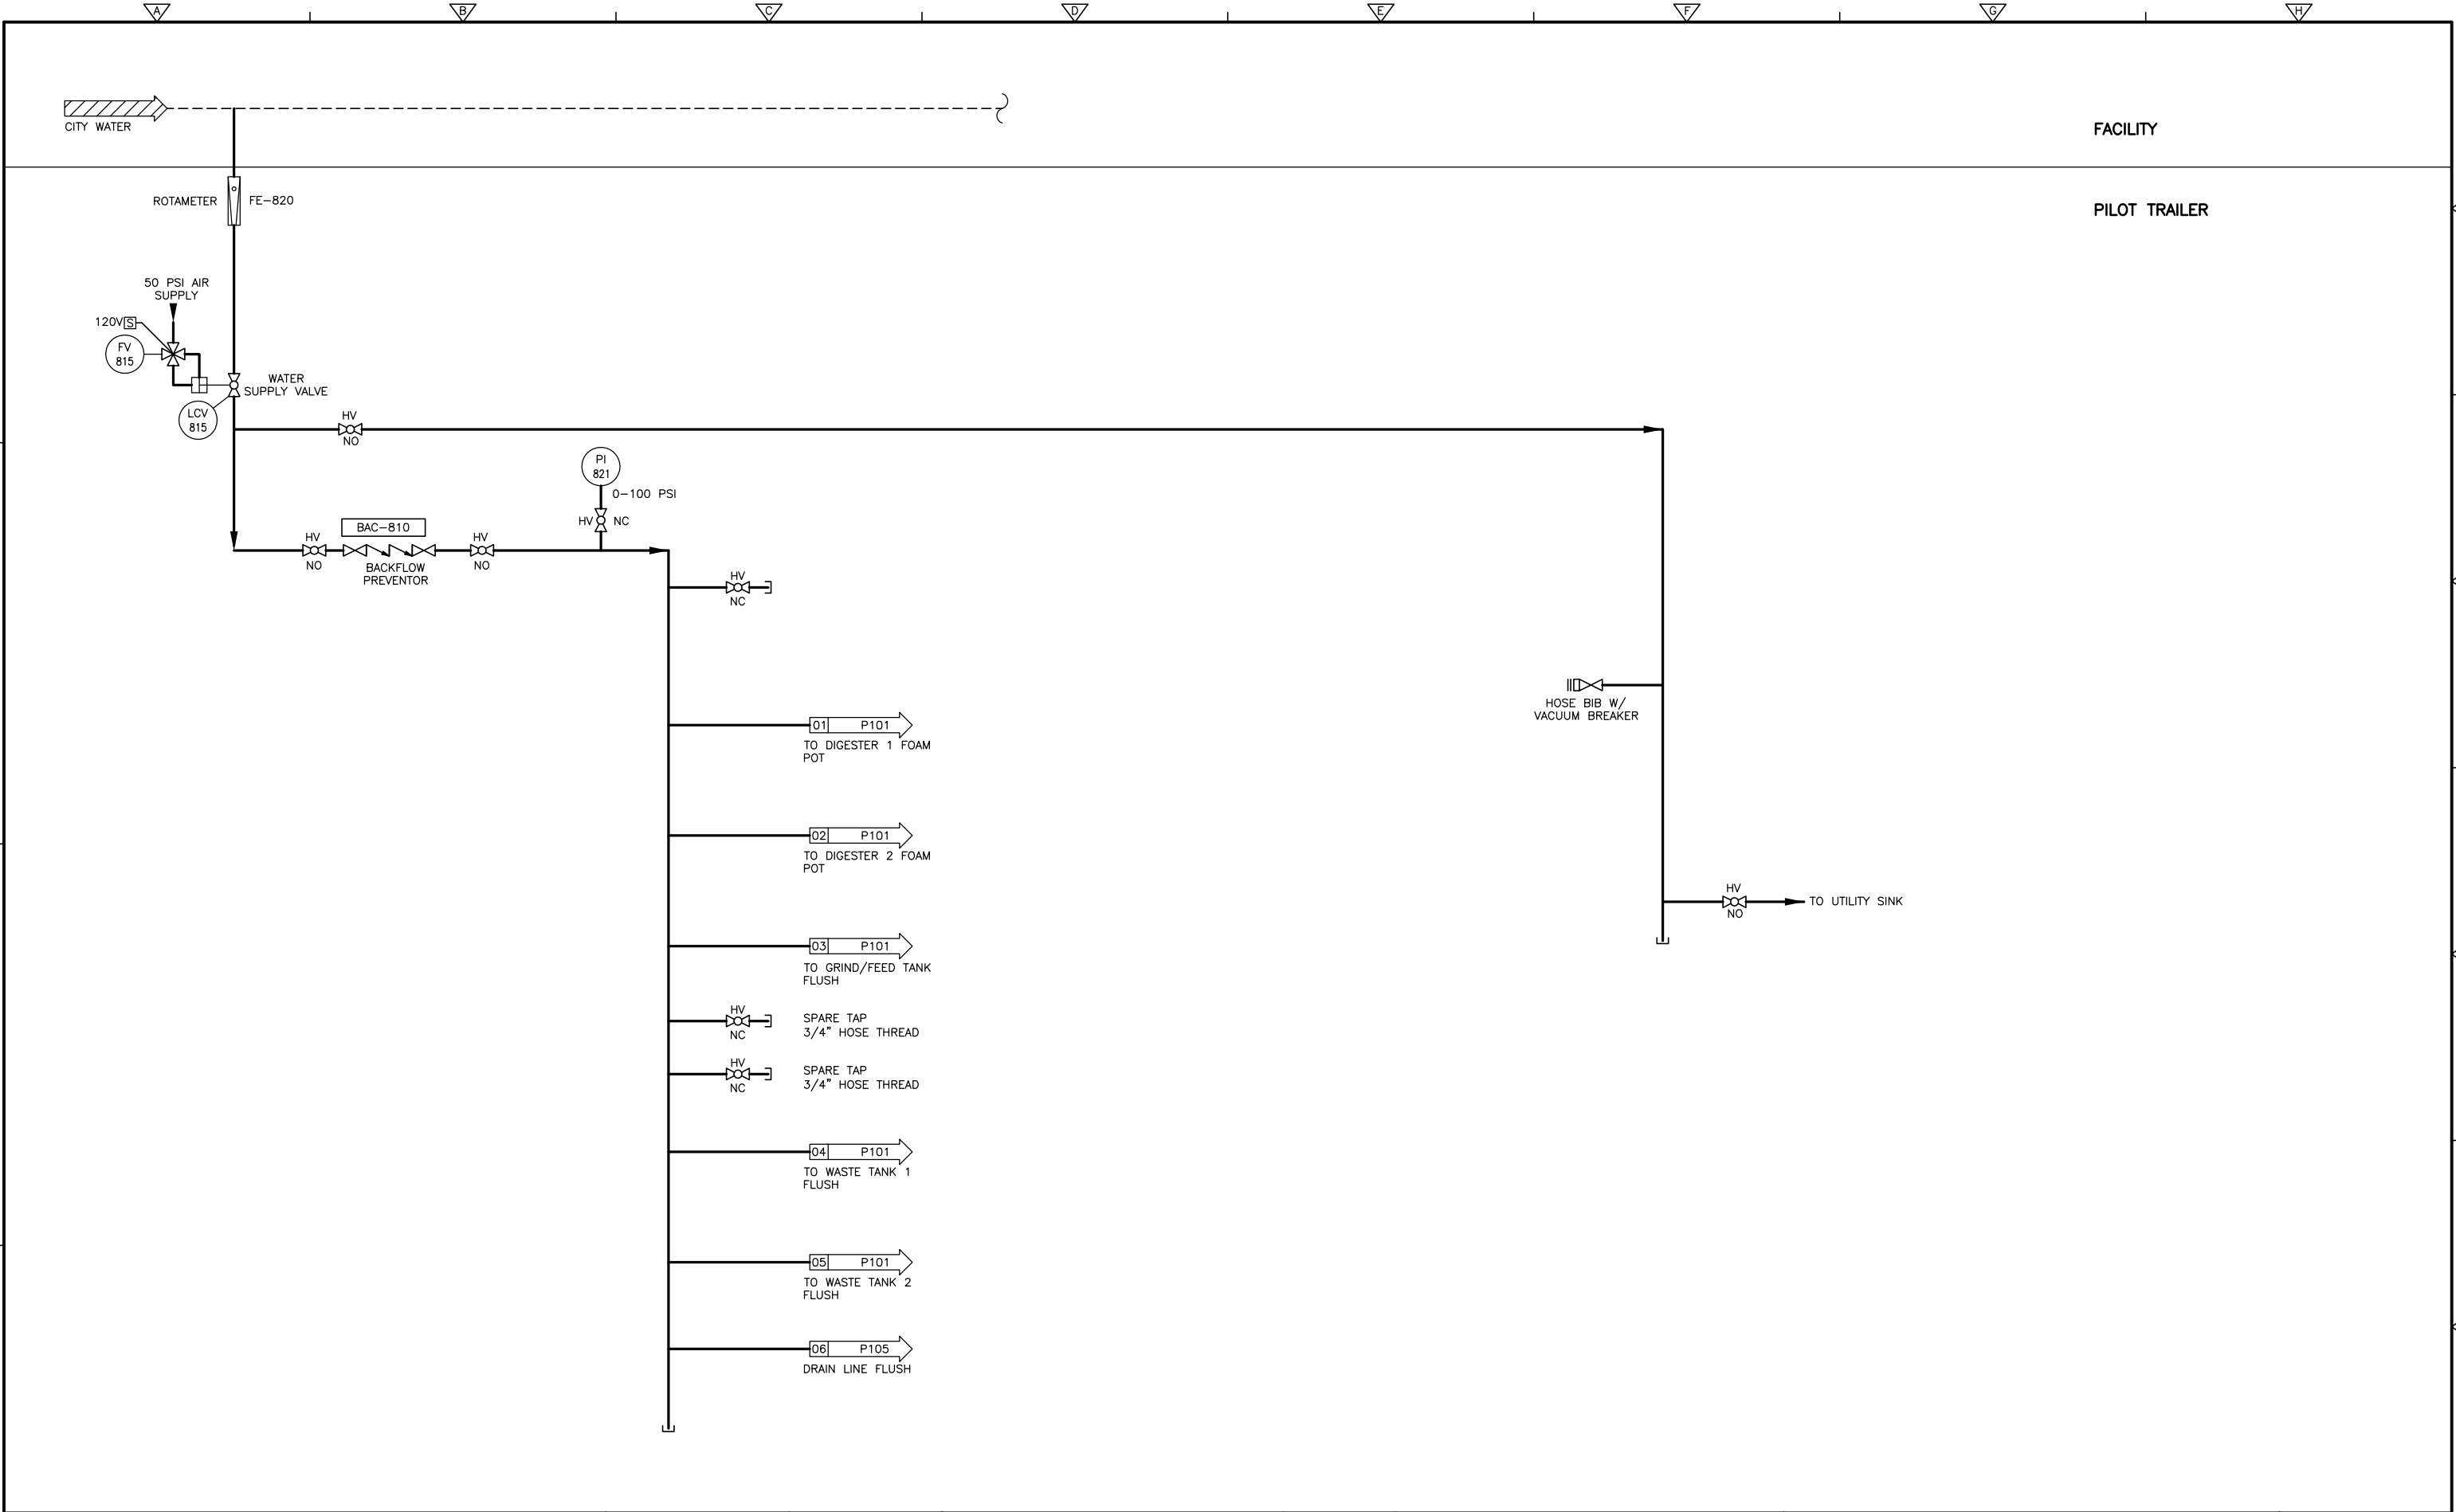 A
B
C
D
E
F
G
H
CITY WATER
FACILITY
PILOT TRAILER
ROTAMETER
FE-820
50 PSI AIR
SUPPLY
120V
S
FV
815
WATER
SUPPLY VALVE
LCV
815
HV
NO
PI
821
0-100 PSI
HV
NC
HV
NO
BAC-810
BACKFLOW
PREVENTOR
HV
NO
HV
NC
HOSE BIB W/
VACUUM BREAKER
01
P101
TO DIGESTER 1 FOAM
POT
02
P101
TO DIGESTER 2 FOAM
POT
HV
NO
TO UTILITY SINK
03
P101
TO GRIND/FEED TANK
FLUSH
HV
NC
SPARE TAP
3/4" HOSE THREAD
HV
NC
SPARE TAP
3/4" HOSE THREAD
04
P101
TO WASTE TANK 1
FLUSH
05
P101
TO WASTE TANK 2
FLUSH
06
P105
DRAIN LINE FLUSH